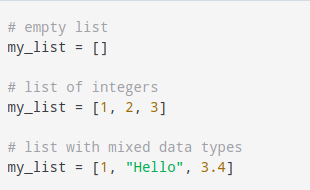 # empty list
my_list = []
# list of integers
my_list = [1, 2, 3]
# list with mixed data types
my_list = [1, "Hello", 3.4]